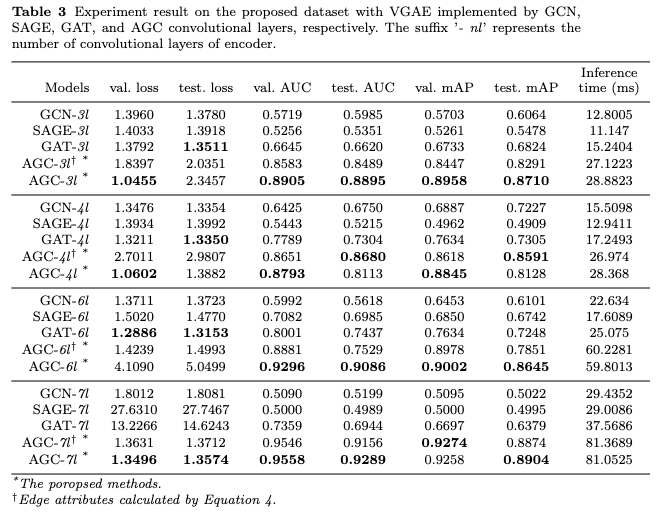 Table 3 Experiment result on the proposed dataset with VGAE implemented by GCN,
SAGE, GAT, and AGC convolutional layers, respectively. The suffix '- nl' represents the
number of convolutional layers of encoder.
Inference
Models val. loss test. loss val. AUC test. AUC val. mAP test. mAP time (ms)
GCN-3l 1.3960 1.3780 0.5719 0.5985 0.5703 0.6064 12.8005
SAGE-3l 1.4033 1.3918 0.5256 0.5351 0.5261 0.5478 11.147
GAT-3l 1.3792 1.3511 0.6645 0.6620 0.6733 0.6824 15.2404
AGC-3l† * 1.8397 2.0351 0.8583 0.8489 0.8447 0.8291 27.1223
AGC-3l * 1.0455 2.3457 0.8905 0.8895 0.8958 0.8710 28.8823
GCN-4l 1.3476 1.3354 0.6425 0.6750 0.6887 0.7227 15.5098
SAGE-4l 1.3934 1.3992 0.5443 0.5215 0.4962 0.4909 12.9411
GAT-4l 1.3211 1.3350 0.7789 0.7304 0.7634 0.7305 17.2493
AGC-4l† * 2.7011 2.9807 0.8651 0.8680 0.8618 0.8591 26.974
AGC-4l * 1.0602 1.3882 0.8793 0.8113 0.8845 0.8128 28.368
GCN-6l 1.3711 1.3723 0.5992 0.5618 0.6453 0.6101 22.634
SAGE-6l 1.5020 1.4770 0.7082 0.6985 0.6850 0.6742 17.6089
GAT-6l 1.2886 1.3153 0.8001 0.7437 0.7634 0.7248 25.075
AGC-6l† * 1.4239 1.4993 0.8881 0.7529 0.8978 0.7851 60.2281
AGC-6l * 4.1090 5.0499 0.9296 0.9086 0.9002 0.8645 59.8013
GCN-7l 1.8012 1.8081 0.5090 0.5199 0.5095 0.5022 29.4352
SAGE-7l 27.6310 27.7467 0.5000 0.4989 0.5000 0.4995 29.0086
GAT-7l 13.2266 14.6243 0.7359 0.6944 0.6697 0.6379 37.5686
AGC-7l† * 1.3631 1.3712 0.9546 0.9156 0.9274 0.8874 81.3689
AGC-7l * 1.3496 1.3574 0.9558 0.9289 0.9258 0.8904 81.0525
*The poropsed methods.
†Edge attributes calculated by Equation 4.